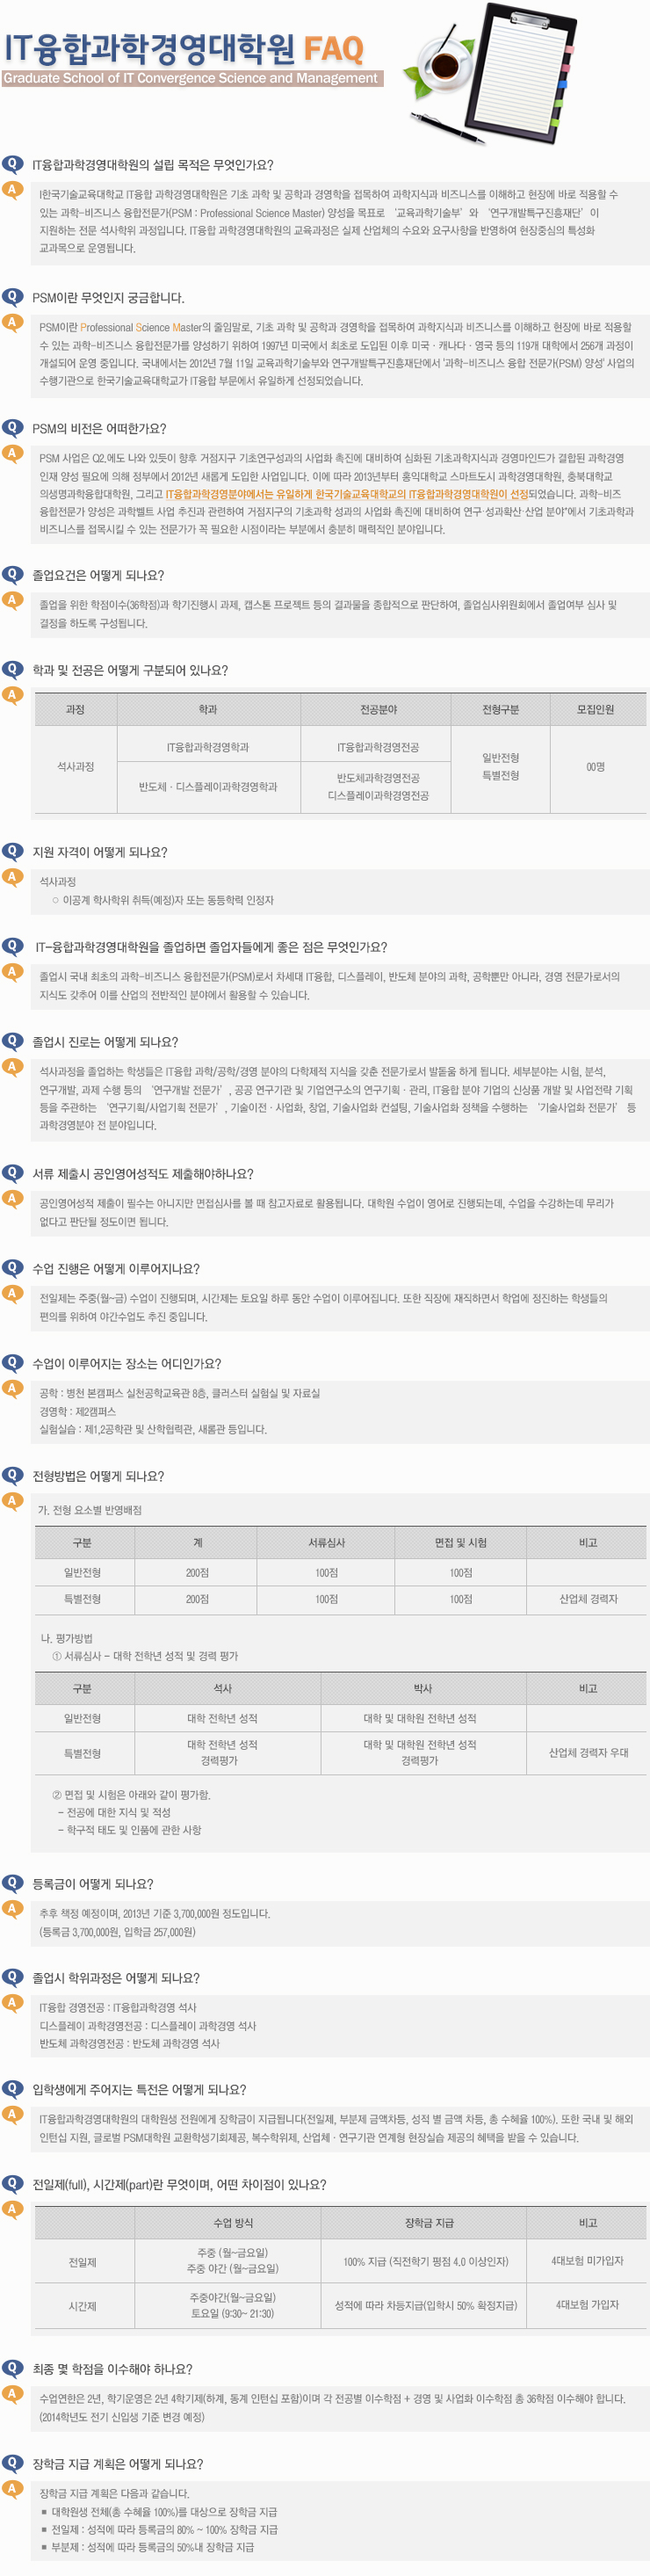 IT융합과학경영대학원 FAQ
Graduate School of IT Convergence Science and Management
Q IT융합과학경영대학원의 설립 목적은 무엇인가요?
A I한국기술교육대학교 IT융합 과학경영대학원은 기초 과학 및 공학과 경영학을 접목하여 과학지식과 비즈니스를 이해하고 현장에 바로 적용할 수
있는 과학-비즈니스 융합전문가(PSM : Professional Science Master) 양성을 목표로 ‘교육과학기술부’ 와 ‘연구개발특구진흥재단’ 이
지원하는 전문 석사학위 과정입니다. IT융합 과학경영대학원의 교육과정은 실제 산업체의 수요와 요구사항을 반영하여 현장중심의 특성화
교과목으로 운영됩니다.
Q PSM이란 무엇인지 궁금합니다.
A PSM이란 Professional Science Master의 줄임말로, 기초 과학 및 공학과 경영학을 접목하여 과학지식과 비즈니스를 이해하고 현장에 바로 적용할
수 있는 과학-비즈니스 융합전문가를 양성하기 위하여 1997년 미국에서 최초로 도입된 이후 미국 · 캐나다 · 영국 등의 119개 대학에서 256개 과정이
개설되어 운영 중입니다. 국내에서는 2012년 7월 11일 교육과학기술부와 연구개발특구진흥재단에서 '과학-비즈니스 융합 전문가(PSM) 양성' 사업의
수행기관으로 한국기술교육대학교가 IT융합 부문에서 유일하게 선정되었습니다.
Q PSM의 비전은 어떠한가요?
A PSM 사업은 Q2.에도 나와 있듯이 향후 거점지구 기초연구성과의 사업화 촉진에 대비하여 심화된 기초과학지식과 경영마인드가 결합된 과학경영
인재 양성 필요에 의해 정부에서 2012년 새롭게 도입한 사업입니다. 이에 따라 2013년부터 홍익대학교 스마트도시 과학경영대학원, 충북대학교
의생명과학융합대학원, 그리고 IT융합과학경영분야에서는 유일하게 한국기술교육대학교의 IT융합과학경영대학원이 선정되었습니다. 과학-비즈
융합전문가 양성은 과학벨트 사업 추진과 관련하여 거점지구의 기초과학 성과의 사업화 촉진에 대비하여 연구·성과확산·산업 분야"에서 기초과학과
비즈니스를 접목시킬 수 있는 전문가가 꼭 필요한 시점이라는 부분에서 충분히 매력적인 분야입니다.
Q 졸업요건은 어떻게 되나요?
A 졸업을 위한 학점이수(36학점)과 학기진행시 과제, 캡스톤 프로젝트 등의 결과물을 종합적으로 판단하여, 졸업심사위원회에서 졸업여부 심사 및
결정을 하도록 구성됩니다.
Q 학과 및 전공은 어떻게 구분되어 있나요?
A 과정 학과 전공분야 전형구분 모집인원
석사과정 IT융합과학경영학과 IT융합과학경영전공 일반전형 00명
특별전형
반도체 · 디스플레이과학경영학과 반도체과학경영전공
디스플레이과학경영전공
Q 지원 자격이 어떻게 되나요?
A 석사과정
○ 이공계 학사학위 취득(예정)자 또는 동등학력 인정자
Q IT-융합과학경영대학원을 졸업하면 졸업자들에게 좋은 점은 무엇인가요?
A 졸업시 국내 최초의 과학-비즈니스 융합전문가(PSM)로서 차세대 IT융합, 디스플레이, 반도체 분야의 과학, 공학뿐만 아니라, 경영 전문가로서의
지식도 갖추어 이를 산업의 전반적인 분야에서 활용할 수 있습니다.
Q 졸업시 진로는 어떻게 되나요?
A 석사과정을 졸업하는 학생들은 IT융합 과학/공학/경영 분야의 다학제적 지식을 갖춘 전문가로서 발돋움 하게 됩니다. 세부분야는 시험, 분석,
연구개발, 과제 수행 등의 ‘연구개발 전문가’ , 공공 연구기관 및 기업연구소의 연구기획 · 관리, IT융합 분야 기업의 신상품 개발 및 사업전략 기획
등을 주관하는 ‘연구기획/사업기획 전문가’ , 기술이전 · 사업화, 창업, 기술사업화 컨설팅, 기술사업화 정책을 수행하는 ‘기술사업화 전문가’ 등
과학경영분야 전 분야입니다.
Q 서류 제출시 공인영어성적도 제출해야하나요?
A 공인영어성적 제출이 필수는 아니지만 면접심사를 볼 때 참고자료로 활용됩니다. 대학원 수업이 영어로 진행되는데, 수업을 수강하는데 무리가
없다고 판단될 정도이면 됩니다.
Q 수업 진행은 어떻게 이루어지나요?
A 전일제는 주중(월~금) 수업이 진행되며, 시간제는 토요일 하루 동안 수업이 이루어집니다. 또한 직장에 재직하면서 학업에 정진하는 학생들의
편의를 위하여 야간수업도 추진 중입니다.
Q 수업이 이루어지는 장소는 어디인가요?
A 공학 : 병천 본캠퍼스 실천공학교육관 8층, 클러스터 실험실 및 자료실
경영학 : 제2캠퍼스
실험실습 : 제1,2공학관 및 산학협력관, 새롬관 등입니다.
Q 전형방법은 어떻게 되나요?
A 가. 전형 요소별 반영배점
구분 계 서류심사 면접 및 시험 비고
일반전형 200점 100점 100점
특별전형 200점 100점 100점 산업체 경력자
나. 평가방법
① 서류심사 - 대학 전학년 성적 및 경력 평가
구분 석사 박사 비고
일반전형 대학 전학년 성적 대학 및 대학원 전학년 성적
특별전형 대학 전학년 성적 대학 및 대학원 전학년 성적 산업체 경력자 우대
경력평가 경력평가
② 면접 및 시험은 아래와 같이 평가함.
- 전공에 대한 지식 및 적성
- 학구적 태도 및 인품에 관한 사항
Q 등록금이 어떻게 되나요?
A 추후 책정 예정이며, 2013년 기준 3,700,000원 정도입니다.
(등록금 3,700,000원, 입학금 257,000원)
Q 졸업시 학위과정은 어떻게 되나요?
A IT융합 경영전공 : IT융합과학경영 석사
디스플레이 과학경영전공 : 디스플레이 과학경영 석사
반도체 과학경영전공 : 반도체 과학경영 석사
Q 입학생에게 주어지는 특전은 어떻게 되나요?
A IT융합과학경영대학원의 대학원생 전원에게 장학금이 지급됩니다(전일제, 부분제 금액차등, 성적 별 금액 차등, 총 수혜율 100%). 또한 국내 및 해외
인턴십 지원, 글로벌 PSM대학원 교환학생기회제공, 복수학위제, 산업체 · 연구기관 연계형 현장실습 제공의 혜택을 받을 수 있습니다.
Q 전일제(full), 시간제(part)란 무엇이며, 어떤 차이점이 있나요?
A 수업 방식 장학금 지급 비고
전일제 주중 (월~금요일) 100% 지급 (직전학기 평점 4.0 이상인자) 4대보험 미가입자
주중 야간 (월~금요일)
시간제 주중야간(월~금요일) 성적에 따라 차등지급(입학시 50% 확정지급) 4대보험 가입자
토요일 (9:30~ 21:30)
Q 최종 몇 학점을 이수해야 하나요?
A 수업연한은 2년, 학기운영은 2년 4학기제(하계, 동계 인턴십 포함)이며 각 전공별 이수학점 + 경영 및 사업화 이수학점 총 36학점 이수해야 합니다.
(2014학년도 전기 신입생 기준 변경 예정)
Q 장학금 지급 계획은 어떻게 되나요?
A 장학금 지급 계획은 다음과 같습니다.
■ 대학원생 전체(총 수혜율 100%)를 대상으로 장학금 지급
■ 전일제 : 성적에 따라 등록금의 80% ~ 100% 장학금 지급
■ 부분제 : 성적에 따라 등록금의 50%내 장학금 지급